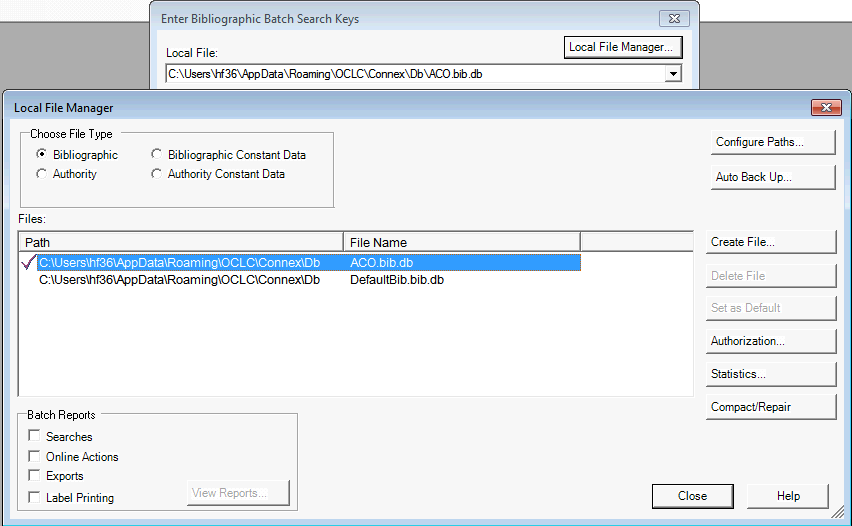 Enter Bibliographic Batch Search Keys
Local File:
Local File Manager...
C:\Users\hf36\AppData\Roaming\OCLC\Connex\Db\ACO.bib.db
Local File Manager
Choose File Type
Bibliographic
Bibliographic Constant Data
Authority
Authority Constant Data
Configure Paths...
Auto Back Up...
Files:
Path File Name
C:\Users\hf36\AppData\Roaming\OCLC\Connex\Db ACO.bib.db
C:\Users\hf36\AppData\Roaming\OCLC\Connex\Db DefaultBib.bib.db
Create File...
Delete File
Set as Default
Authorization...
Statistics...
Compact/Repair
Batch Reports
Searches
Online Actions
Exports
Label Printing
View Reports...
Close
Help